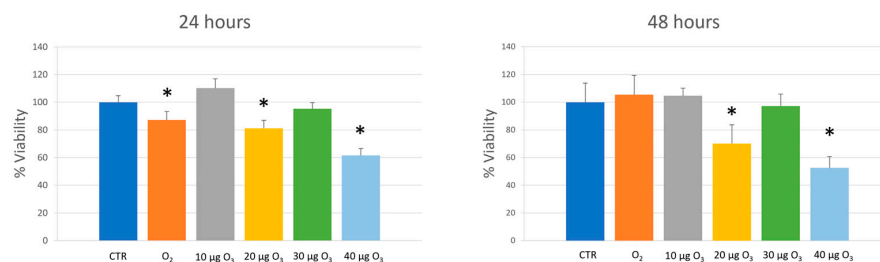 24 hours
% Viability
140
120
100
80
60
40
20
0
*
*
*
CTR
O₂
10 µg O₃
20 µg O₃
30 µg O₃
40 µg O₃
48 hours
% Viability
140
120
100
80
60
40
20
0
*
*
CTR
O₂
10 µg O₃
20 µg O₃
30 µg O₃
40 µg O₃